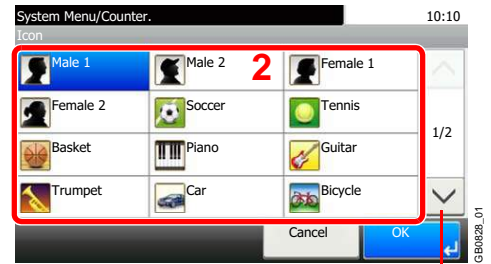 System Menu/Counter. 10:10
Icon
Male 1 Male 2 2 Female 1
Female 2 Soccer Tennis
1/2
Basket Piano Guitar
Trumpet Car Bicycle
Cancel OK
GB0828_01